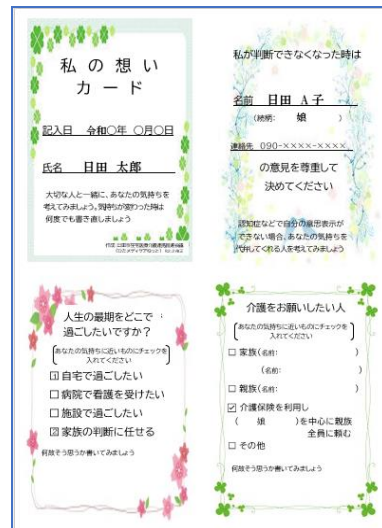 私の想い
カード
記入日 令和〇年 〇月〇日
氏名 日田 太郎
大切な人と一緒に、あなたの気持ちを
考えてみましょう。気持ちが変わった時は
何度でも書き直しましょう
私が判断できなくなった時は
名前 日田 A子
(続柄: 娘 )
連絡先 090-××××-××××
の意見を尊重して
決めてください
認知症などで自分の意思表示が
できない場合、あなたの気持ちを
代弁してくれる人を考えてみましょう
人生の最期をどこで
過ごしたいですか?
(あなたの気持ちに近いものにチェックを
入れてください)
1 自宅で過ごしたい
□ 病院で看護を受けたい
□ 施設で過ごしたい
2 家族の判断に任せる
何故そう思うか書いてみましょう
介護をお願いしたい人
(あなたの気持ちに近いものにチェックを
入れてください)
□ 家族(名前: )
(名前: )
□ 親族(名前: )
☑ 介護保険を利用し
( 娘 )を中心に親族
全員に頼む
□ その他
何故そう思うか書いてみましょう